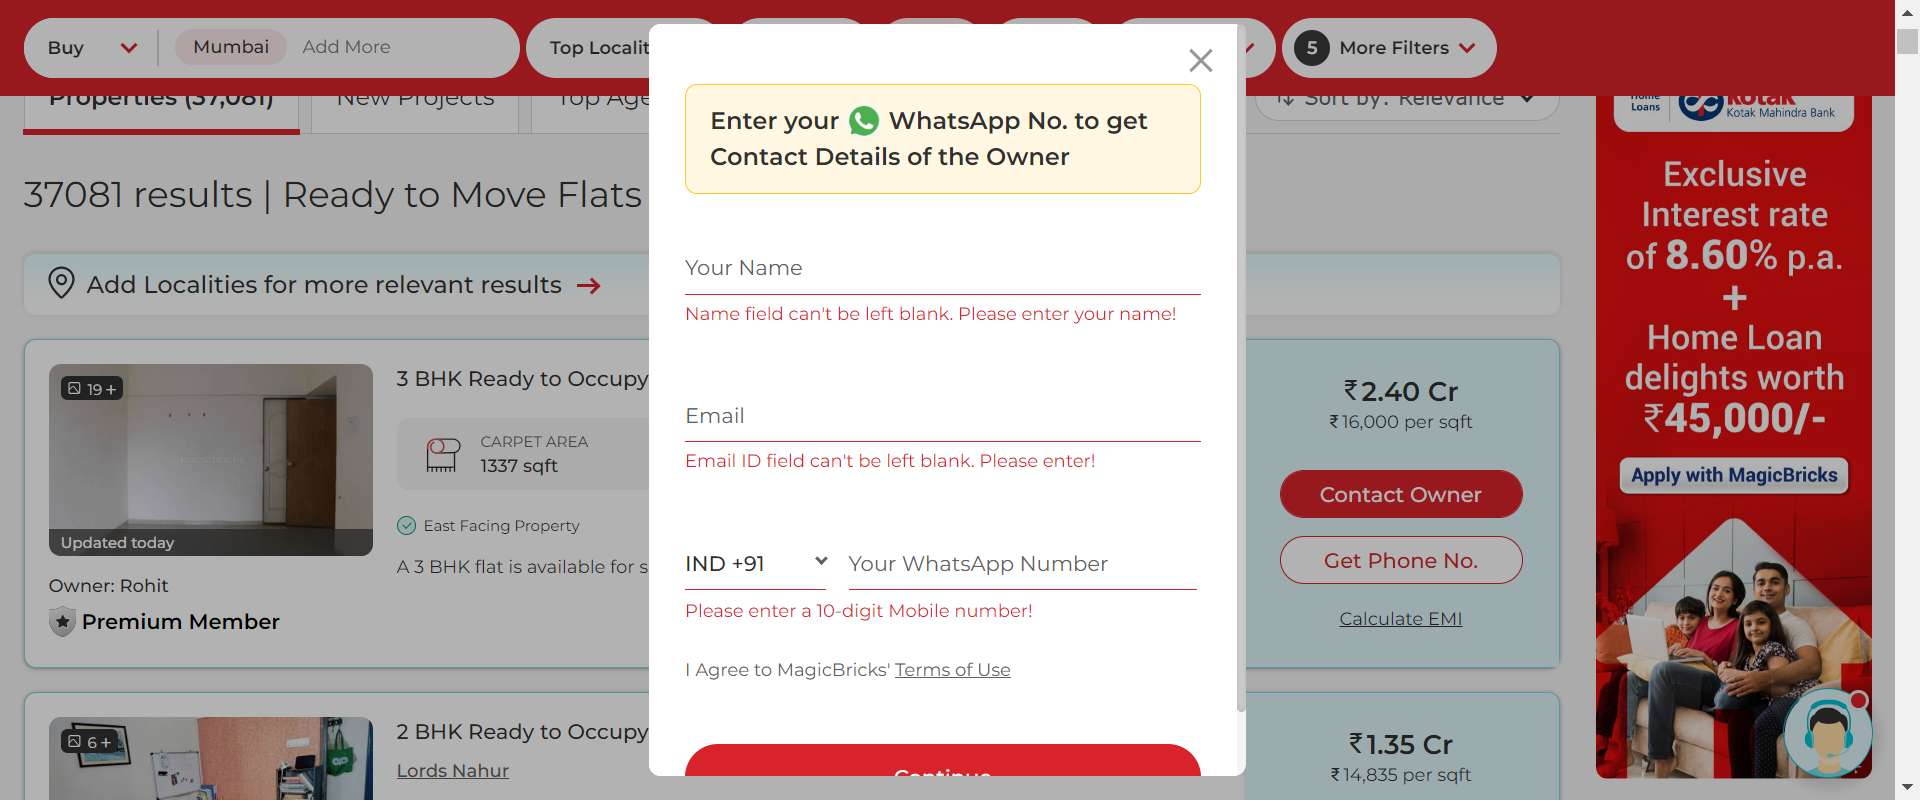 Buy
Mumbai
Add More
Top Localit
5 More Filters
Properties (37,081)
New Projects
Top Age
Sort by: Relevance
37081 results | Ready to Move Flats
Add Localities for more relevant results
19+
Updated today
Owner: Rohit
Premium Member
3 BHK Ready to Occupy
CARPET AREA
1337 sqft
East Facing Property
A 3 BHK flat is available for s
6+
2 BHK Ready to Occupy
Lords Nahur
Enter your WhatsApp No. to get
Contact Details of the Owner
Your Name
Name field can't be left blank. Please enter your name!
Email
Email ID field can't be left blank. Please enter!
IND +91
Your WhatsApp Number
Please enter a 10-digit Mobile number!
I Agree to MagicBricks' Terms of Use
Continue
₹2.40 Cr
₹16,000 per sqft
Contact Owner
Get Phone No.
Calculate EMI
₹1.35 Cr
₹14,835 per sqft
Home
Loans
kotak
Kotak Mahindra Bank
Exclusive
Interest rate
of 8.60% p.a.
+
Home Loan
delights worth
₹45,000/-
Apply with MagicBricks